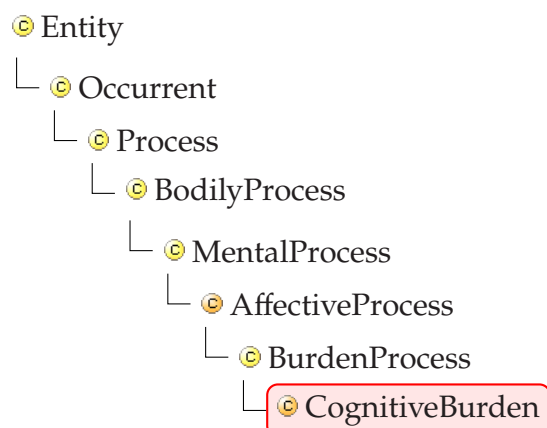 Entity
Occurrent
Process
BodilyProcess
MentalProcess
AffectiveProcess
BurdenProcess
CognitiveBurden